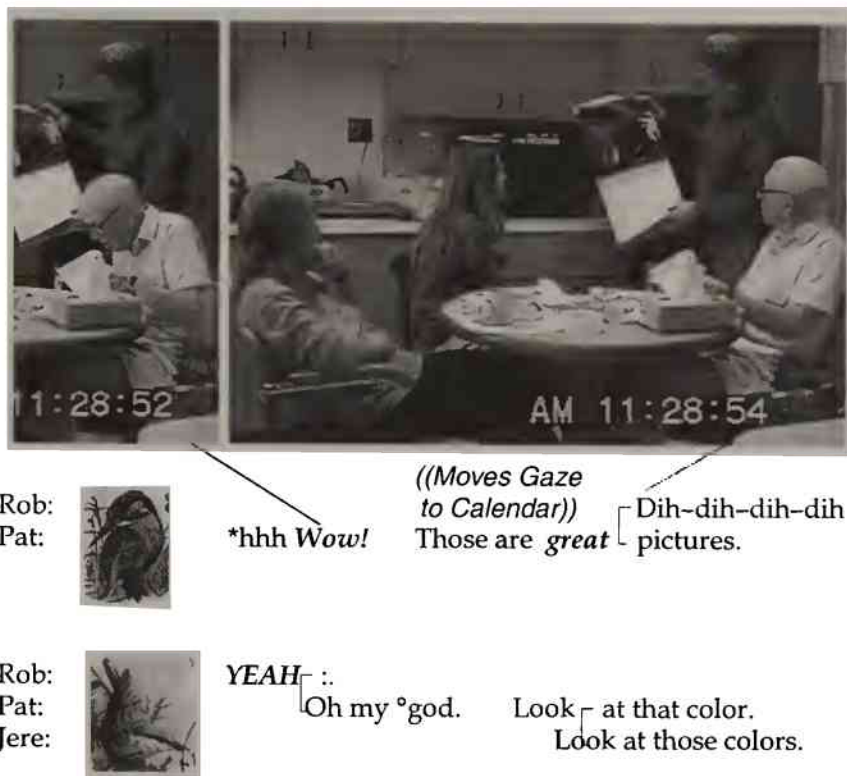 11:28:52
AM 11:28:54
((Moves Gaze
to Calendar))
Rob: Dih–dih–dih–dih
Pat: *hhh Wow! Those are great pictures.
Rob: YEAH :.
Pat: Oh my °god. Look at that color.
Jere: Look at those colors.